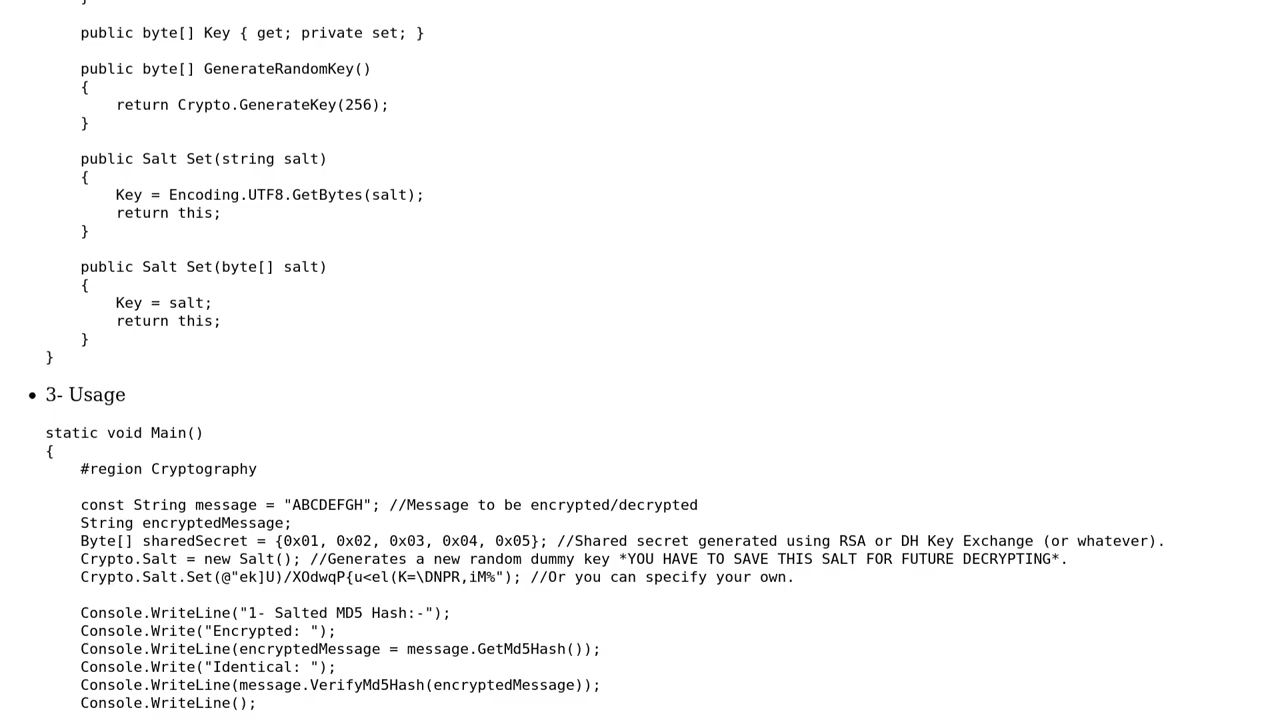 }
public byte[] Key { get; private set; }
public byte[] GenerateRandomKey()
{
return Crypto.GenerateKey(256);
}
public Salt Set(string salt)
{
Key = Encoding.UTF8.GetBytes(salt);
return this;
}
public Salt Set(byte[] salt)
{
Key = salt;
return this;
}
}
• 3- Usage
static void Main()
{
#region Cryptography
const String message = "ABCDEFGH"; //Message to be encrypted/decrypted
String encryptedMessage;
Byte[] sharedSecret = {0x01, 0x02, 0x03, 0x04, 0x05}; //Shared secret generated using RSA or DH Key Exchange (or whatever).
Crypto.Salt = new Salt(); //Generates a new random dummy key *YOU HAVE TO SAVE THIS SALT FOR FUTURE DECRYPTING*.
Crypto.Salt.Set(@"ek]U)/XOdwqP{u<el(K=\DNPR,iM%"); //Or you can specify your own.
Console.WriteLine("1- Salted MD5 Hash:-");
Console.Write("Encrypted: ");
Console.WriteLine(encryptedMessage = message.GetMd5Hash());
Console.Write("Identical: ");
Console.WriteLine(message.VerifyMd5Hash(encryptedMessage));
Console.WriteLine();